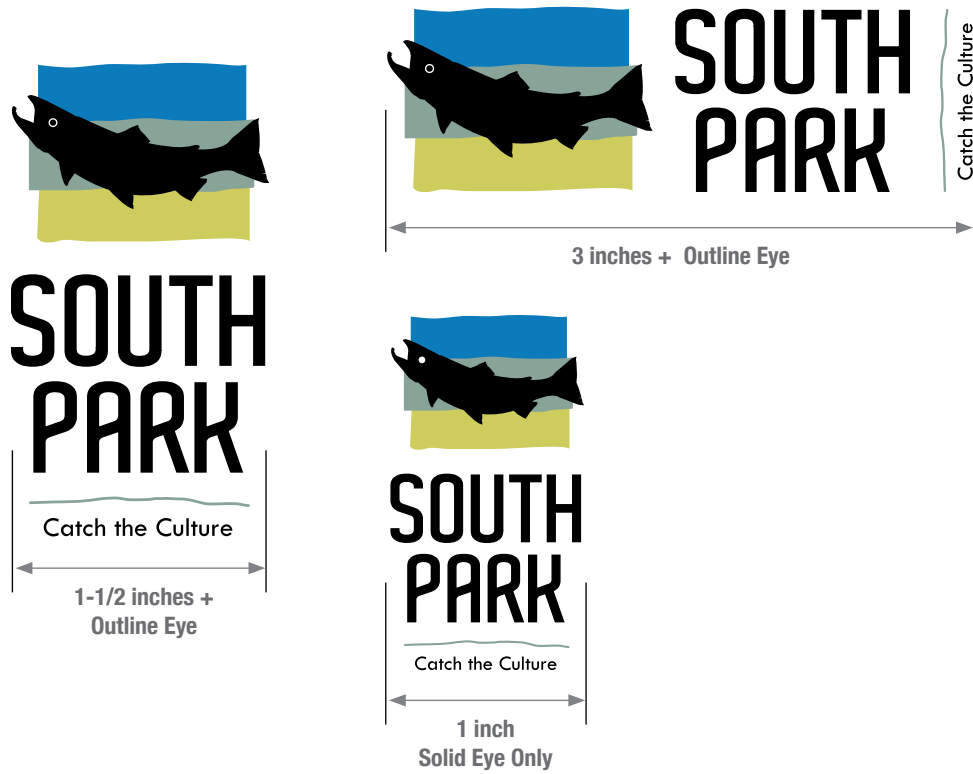 SOUTH
PARK
Catch the Culture
1-1/2 inches +
Outline Eye
SOUTH
PARK
Catch the Culture
3 inches +  Outline Eye
SOUTH
PARK
Catch the Culture
1 inch
Solid Eye Only